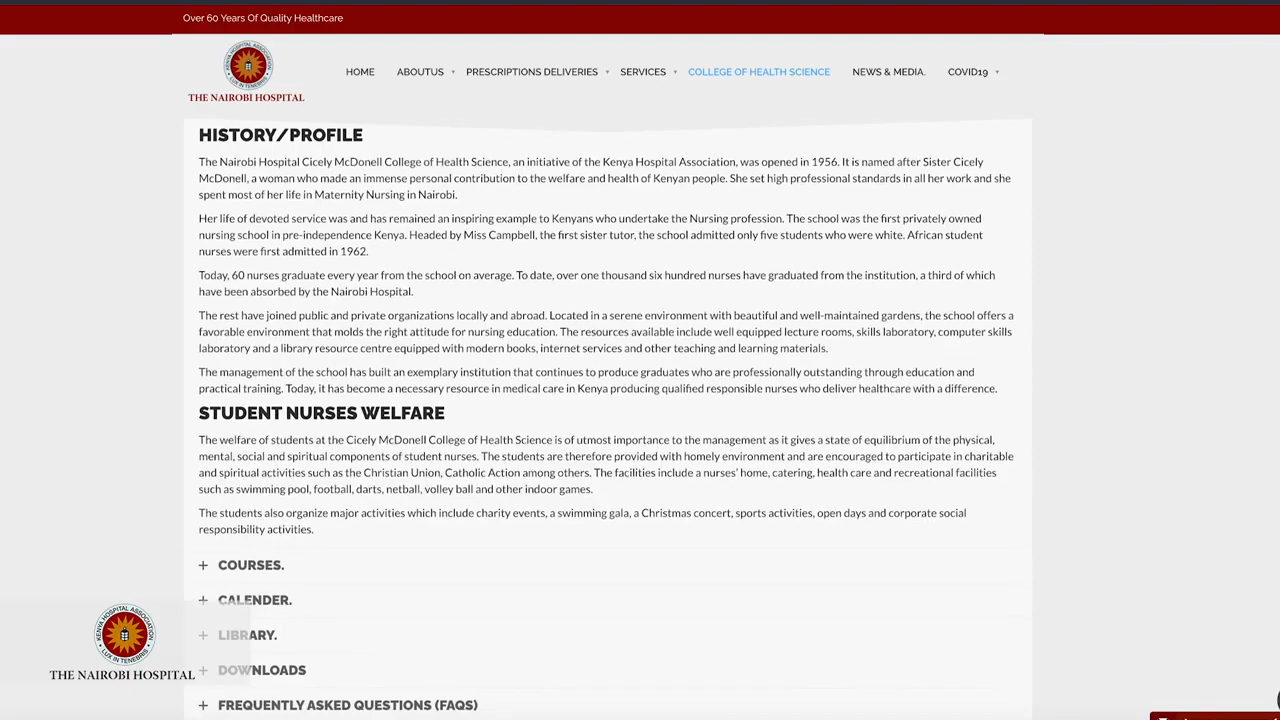 Over 60 Years Of Quality Healthcare
KENYA HOSPITAL ASSOCIATION
LUX IN TENEBRIS
THE NAIROBI HOSPITAL
HOME ABOUTUS PRESCRIPTIONS DELIVERIES SERVICES COLLEGE OF HEALTH SCIENCE NEWS & MEDIA. COVID19
HISTORY/PROFILE
The Nairobi Hospital Cicely McDonell College of Health Science, an initiative of the Kenya Hospital Association, was opened in 1956. It is named after Sister Cicely
McDonell, a woman who made an immense personal contribution to the welfare and health of Kenyan people. She set high professional standards in all her work and she
spent most of her life in Maternity Nursing in Nairobi.
Her life of devoted service was and has remained an inspiring example to Kenyans who undertake the Nursing profession. The school was the first privately owned
nursing school in pre-independence Kenya. Headed by Miss Campbell, the first sister tutor, the school admitted only five students who were white. African student
nurses were first admitted in 1962.
Today, 60 nurses graduate every year from the school on average. To date, over one thousand six hundred nurses have graduated from the institution, a third of which
have been absorbed by the Nairobi Hospital.
The rest have joined public and private organizations locally and abroad. Located in a serene environment with beautiful and well-maintained gardens, the school offers a
favorable environment that molds the right attitude for nursing education. The resources available include well equipped lecture rooms, skills laboratory, computer skills
laboratory and a library resource centre equipped with modern books, internet services and other teaching and learning materials.
The management of the school has built an exemplary institution that continues to produce graduates who are professionally outstanding through education and
practical training. Today, it has become a necessary resource in medical care in Kenya producing qualified responsible nurses who deliver healthcare with a difference.
STUDENT NURSES WELFARE
The welfare of students at the Cicely McDonell College of Health Science is of utmost importance to the management as it gives a state of equilibrium of the physical,
mental, social and spiritual components of student nurses. The students are therefore provided with homely environment and are encouraged to participate in charitable
and spiritual activities such as the Christian Union, Catholic Action among others. The facilities include a nurses' home, catering, health care and recreational facilities
such as swimming pool, football, darts, netball, volley ball and other indoor games.
The students also organize major activities which include charity events, a swimming gala, a Christmas concert, sports activities, open days and corporate social
responsibility activities.
+ COURSES.
+ CALENDER.
+ LIBRARY.
+ DOWNLOADS
+ FREQUENTLY ASKED QUESTIONS (FAQS)
KENYA HOSPITAL ASSOCIATION
LUX IN TENEBRIS
THE NAIROBI HOSPITAL